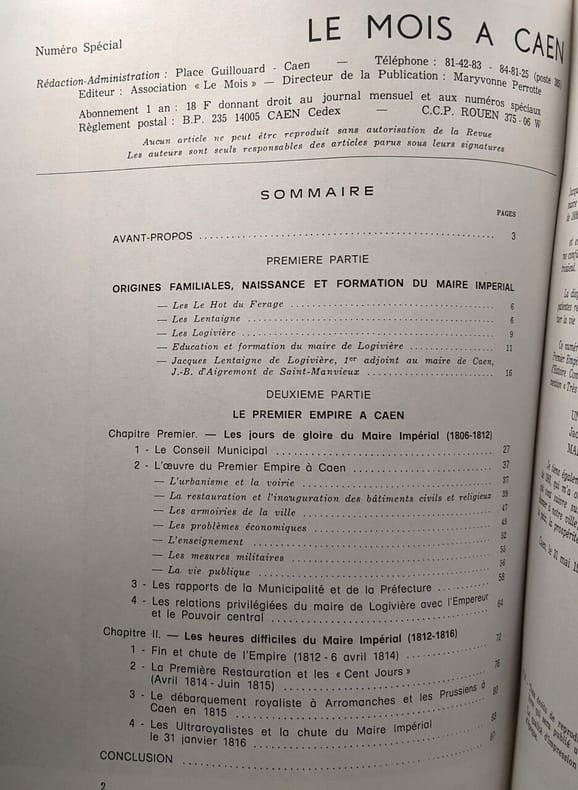 LE MOIS A CAEN
Numéro Spécial
Rédaction-Administration : Place Guillouard - Caen — Téléphone : 81-42-83 - 84-81-25 (poste
Editeur : Association « Le Mois » — Directeur de la Publication : Maryvonne Perrotte
Abonnement 1 an : 18 F donnant droit au journal mensuel et aux numéros spéciaux
Règlement postal : B.P. 235 14005 CAEN Cedex — C.C.P. ROUEN 375-06 W
Aucun article ne peut être reproduit sans autorisation de la Revue
Les auteurs sont seuls responsables des articles parus sous leurs signatures
SOMMAIRE
PAGES
AVANT-PROPOS 3
PREMIERE PARTIE
ORIGINES FAMILIALES, NAISSANCE ET FORMATION DU MAIRE IMPERIAL
— Les Le Hot du Ferage 6
— Les Lentaigne 6
— Les Logivière 9
— Education et formation du maire de Logivière 11
— Jacques Lentaigne de Logivière, 1er adjoint au maire de Caen,
J.-B. d'Aigremont de Saint-Manvieux 16
DEUXIEME PARTIE
LE PREMIER EMPIRE A CAEN
Chapitre Premier. — Les jours de gloire du Maire Impérial (1806-1812)
1 - Le Conseil Municipal 27
2 - L'œuvre du Premier Empire à Caen 37
— L'urbanisme et la voirie 37
— La restauration et l'inauguration des bâtiments civils et religieux 39
— Les armoiries de la ville 47
— Les problèmes économiques 49
— L'enseignement 52
— Les mesures militaires 55
— La vie publique 56
3 - Les rapports de la Municipalité et de la Préfecture 58
4 - Les relations privilégiées du maire de Logivière avec l'Empereur
et le Pouvoir central 64
Chapitre II. — Les heures difficiles du Maire Impérial (1812-1816)
1 - Fin et chute de l'Empire (1812 - 6 avril 1814) 72
2 - La Première Restauration et les « Cent Jours »
(Avril 1814 - Juin 1815) 76
3 - Le débarquement royaliste à Arromanches et les Prussiens à
Caen en 1815 80
4 - Les Ultraroyalistes et la chute du Maire Impérial
le 31 janvier 1816
CONCLUSION
2